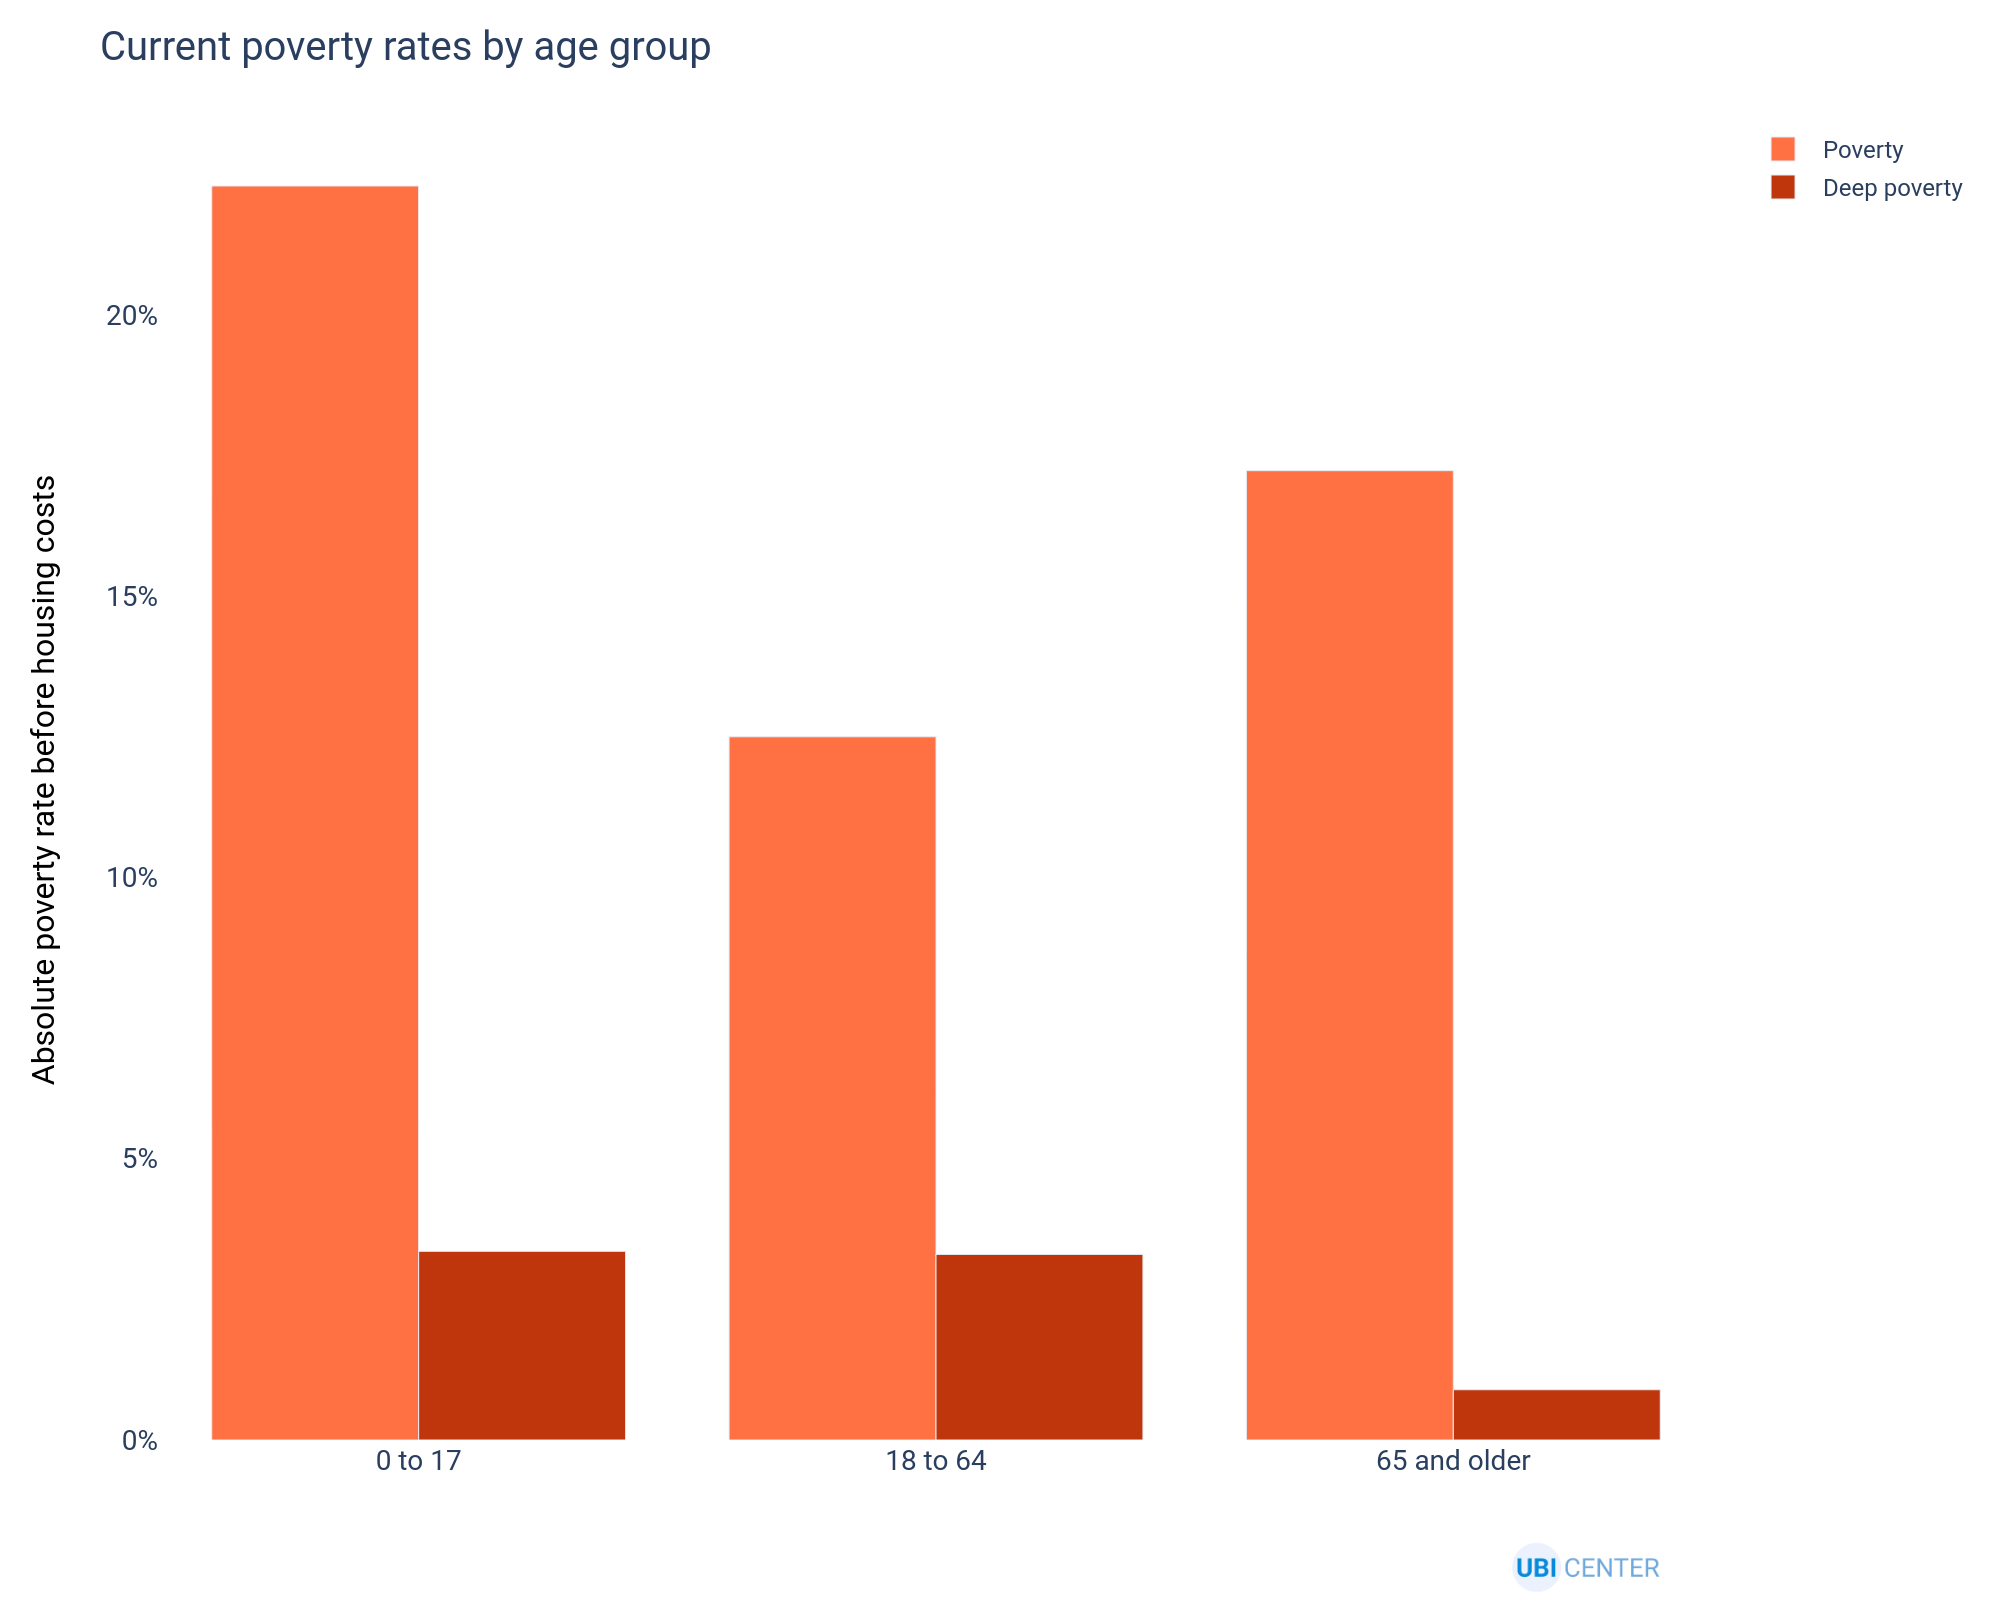 Current poverty rates by age group
Poverty
Deep poverty
20%
15%
10%
5%
0%
Absolute poverty rate before housing costs
0 to 17
18 to 64
65 and older
UBI CENTER